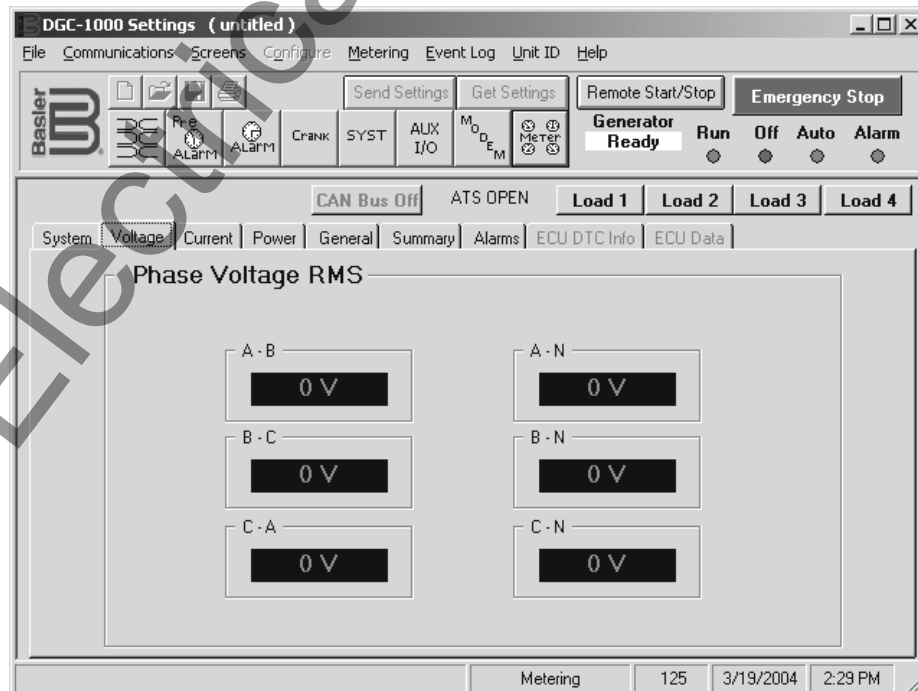 DGC-1000 Settings ( untitled )
File Communications Screens Configure Metering Event Log Unit ID Help
Basler
Send Settings Get Settings Remote Start/Stop Emergency Stop
Pre Alarm Alarm Crank SYST AUX I/O Modem Meter
Generator Ready Run Off Auto Alarm
CAN Bus Off ATS OPEN Load 1 Load 2 Load 3 Load 4
System Voltage Current Power General Summary Alarms ECU DTC Info ECU Data
Phase Voltage RMS
A - B A - N
0 V 0 V
B - C B - N
0 V 0 V
C - A C - N
0 V 0 V
Metering 125 3/19/2004 2:29 PM
Electrica